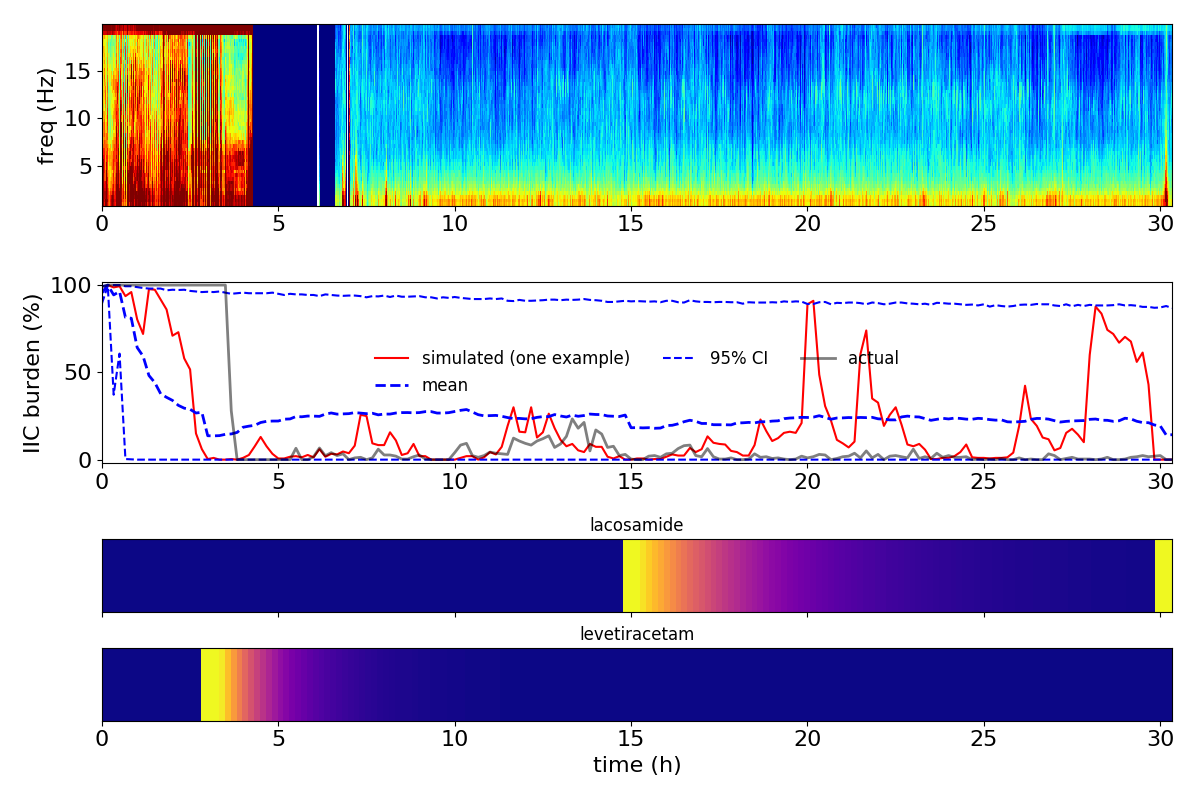 freq (Hz)
15
10
5
0 5 10 15 20 25 30
IIC burden (%)
100
50
0
simulated (one example) 95% CI actual
mean
0 5 10 15 20 25 30
lacosamide
levetiracetam
0 5 10 15 20 25 30
time (h)